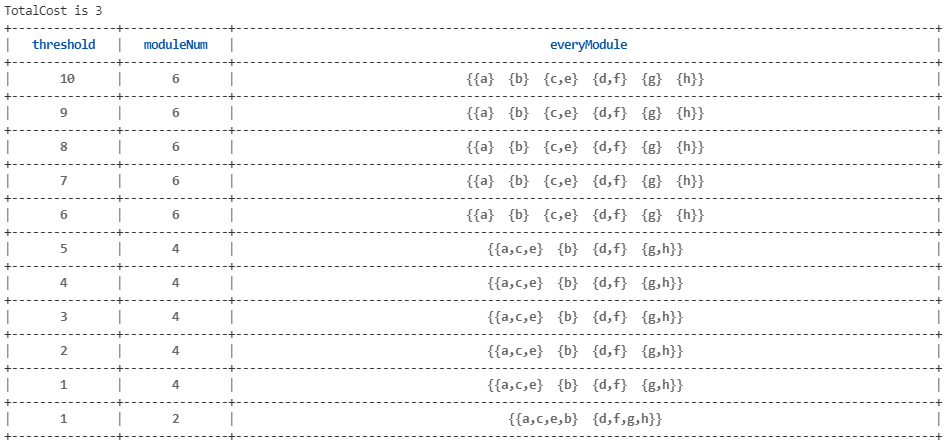 TotalCost is 3
threshold | moduleNum | everyModule
10 | 6 | {{a} {b} {c,e} {d,f} {g} {h}}
9 | 6 | {{a} {b} {c,e} {d,f} {g} {h}}
8 | 6 | {{a} {b} {c,e} {d,f} {g} {h}}
7 | 6 | {{a} {b} {c,e} {d,f} {g} {h}}
6 | 6 | {{a} {b} {c,e} {d,f} {g} {h}}
5 | 4 | {{a,c,e} {b} {d,f} {g,h}}
4 | 4 | {{a,c,e} {b} {d,f} {g,h}}
3 | 4 | {{a,c,e} {b} {d,f} {g,h}}
2 | 4 | {{a,c,e} {b} {d,f} {g,h}}
1 | 4 | {{a,c,e} {b} {d,f} {g,h}}
1 | 2 | {{a,c,e,b} {d,f,g,h}}